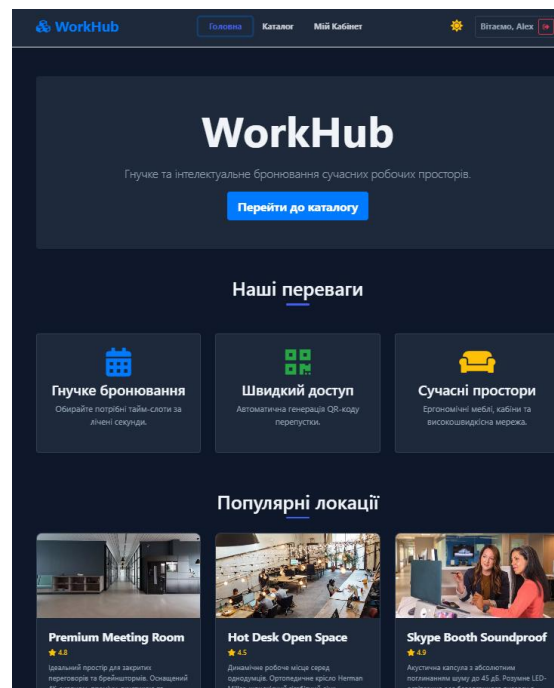 WorkHub
Головна
Каталог
Мій Кабінет
Вітаємо, Alex
WorkHub
Гнучке та інтелектуальне бронювання сучасних робочих просторів.
Перейти до каталогу
Наші переваги
Гнучке бронювання
Обирайте потрібні тайм-слоти за
лічені секунди.
Швидкий доступ
Автоматична генерація QR-коду
перепустки.
Сучасні простори
Ергономічні меблі, кабіни та
високошвидкісна мережа.
Популярні локації
Premium Meeting Room
4.8
Ідеальний простір для закритих
переговорів та брейнштормів. Оснащений
Hot Desk Open Space
4.5
Динамічне робоче місце серед
однодумців. Ортопедичне крісло Herman
Skype Booth Soundproof
4.9
Акустична капсула з абсолютним
поглинанням шуму до 45 дБ. Розумне LED-